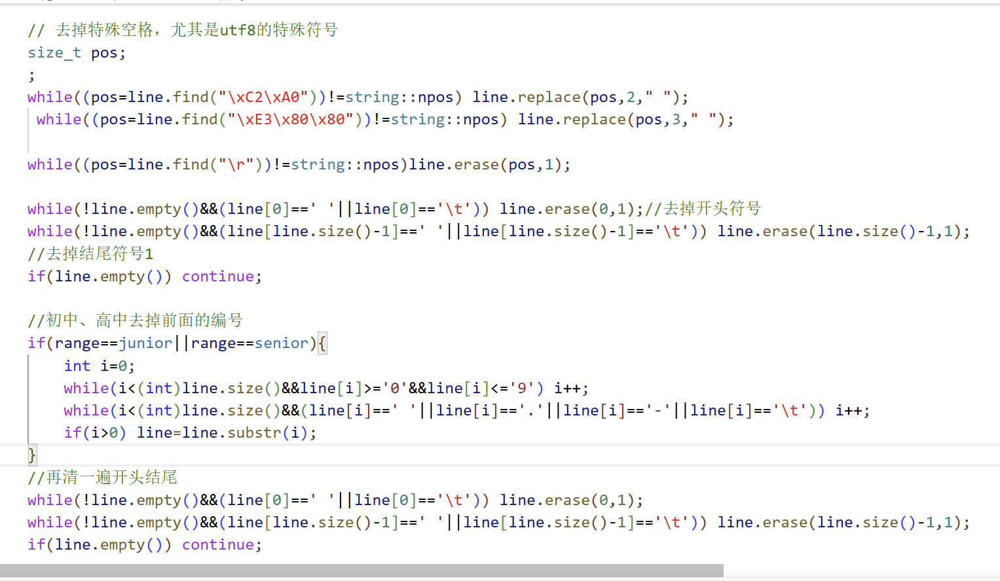 // 去掉特殊空格，尤其是utf8的特殊符号
size_t pos;
;
while((pos=line.find("\xC2\xA0"))!=string::npos) line.replace(pos,2," ");
while((pos=line.find("\xE3\x80\x80"))!=string::npos) line.replace(pos,3," ");
while((pos=line.find("\r"))!=string::npos)line.erase(pos,1);
while(!line.empty()&&(line[0]==' '||line[0]=='\t')) line.erase(0,1);//去掉开头符号
while(!line.empty()&&(line[line.size()-1]==' '||line[line.size()-1]=='\t')) line.erase(line.size()-1,1);
//去掉结尾符号1
if(line.empty()) continue;
//初中、高中去掉前面的编号
if(range==junior||range==senior){
int i=0;
while(i<(int)line.size()&&line[i]>='0'&&line[i]<='9') i++;
while(i<(int)line.size()&&(line[i]==' '||line[i]=='.'||line[i]=='-'||line[i]=='\t')) i++;
if(i>0) line=line.substr(i);
}
//再清一遍开头结尾
while(!line.empty()&&(line[0]==' '||line[0]=='\t')) line.erase(0,1);
while(!line.empty()&&(line[line.size()-1]==' '||line[line.size()-1]=='\t')) line.erase(line.size()-1,1);
if(line.empty()) continue;